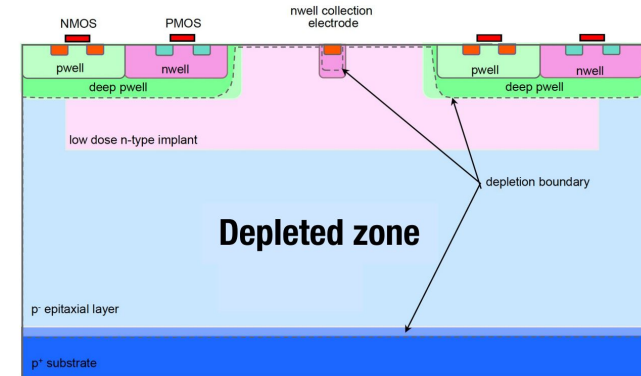 nwell collection
electrode
NMOS
PMOS
pwell
nwell
pwell
nwell
deep pwell
deep pwell
low dose n-type implant
depletion boundary
Depleted zone
p- epitaxial layer
p+ substrate